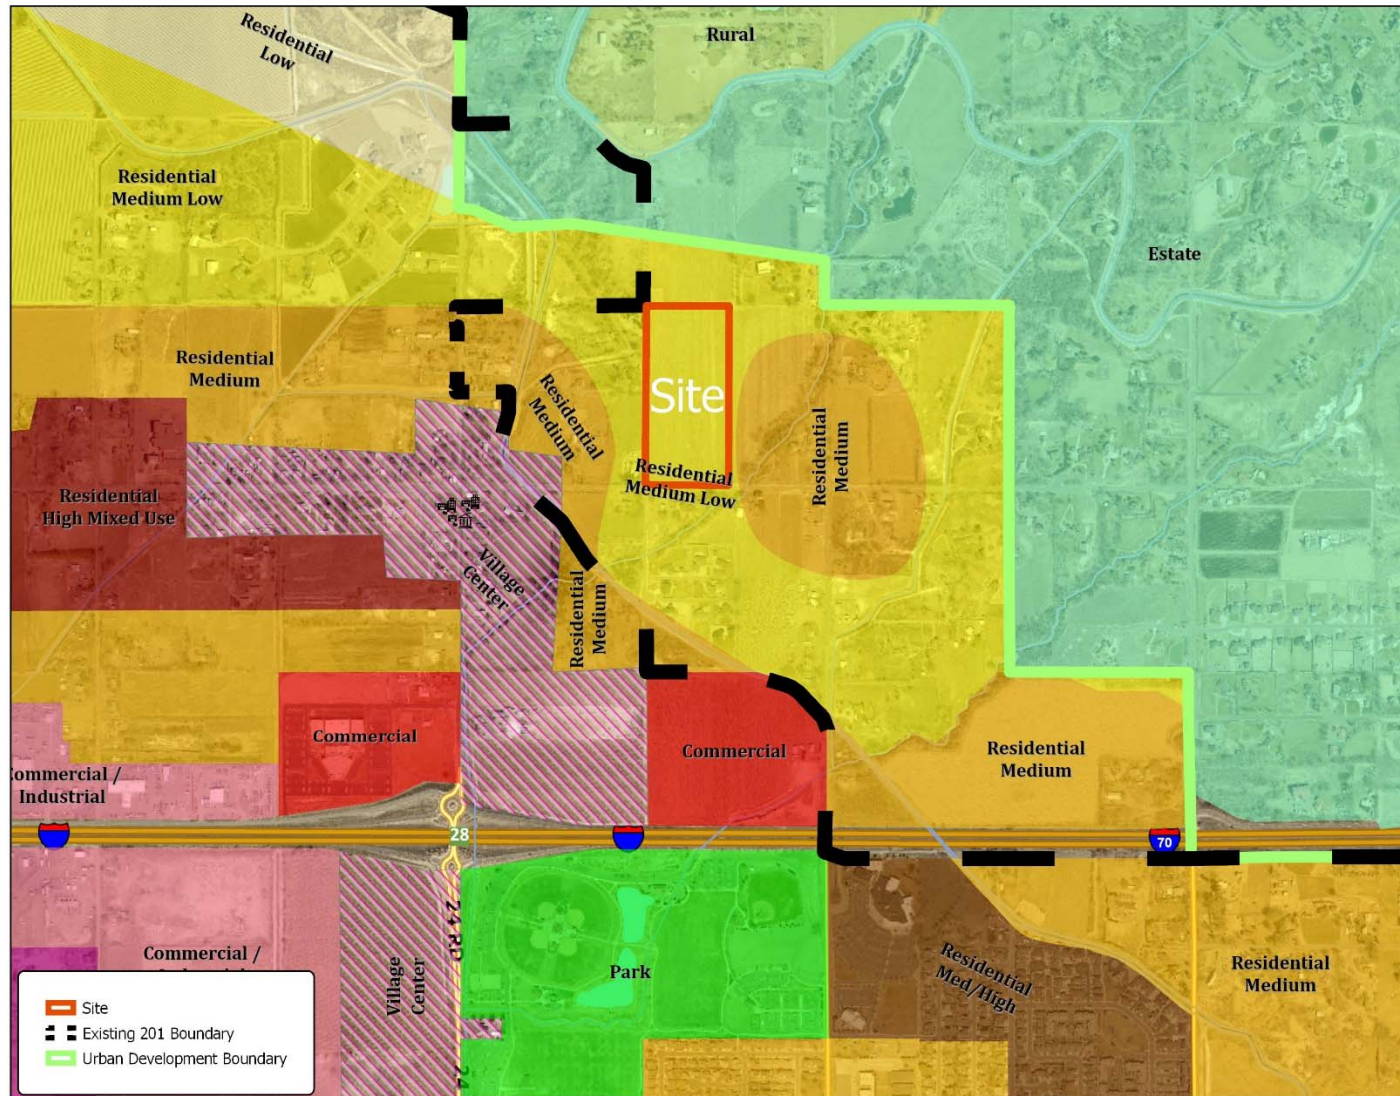 Residential
Low
Rural
Residential
Medium Low
Estate
Residential
Medium
Residential
Medium
Site
Residential
Medium
Residential
Medium Low
Residential
High Mixed Use
Village
Center
Residential
Medium
Commercial
Commercial
Residential
Medium
Commercial /
Industrial
28
70
24 RD
Commercial /
Village
Center
Park
Residential
Med/High
Residential
Medium
24
Site
Existing 201 Boundary
Urban Development Boundary